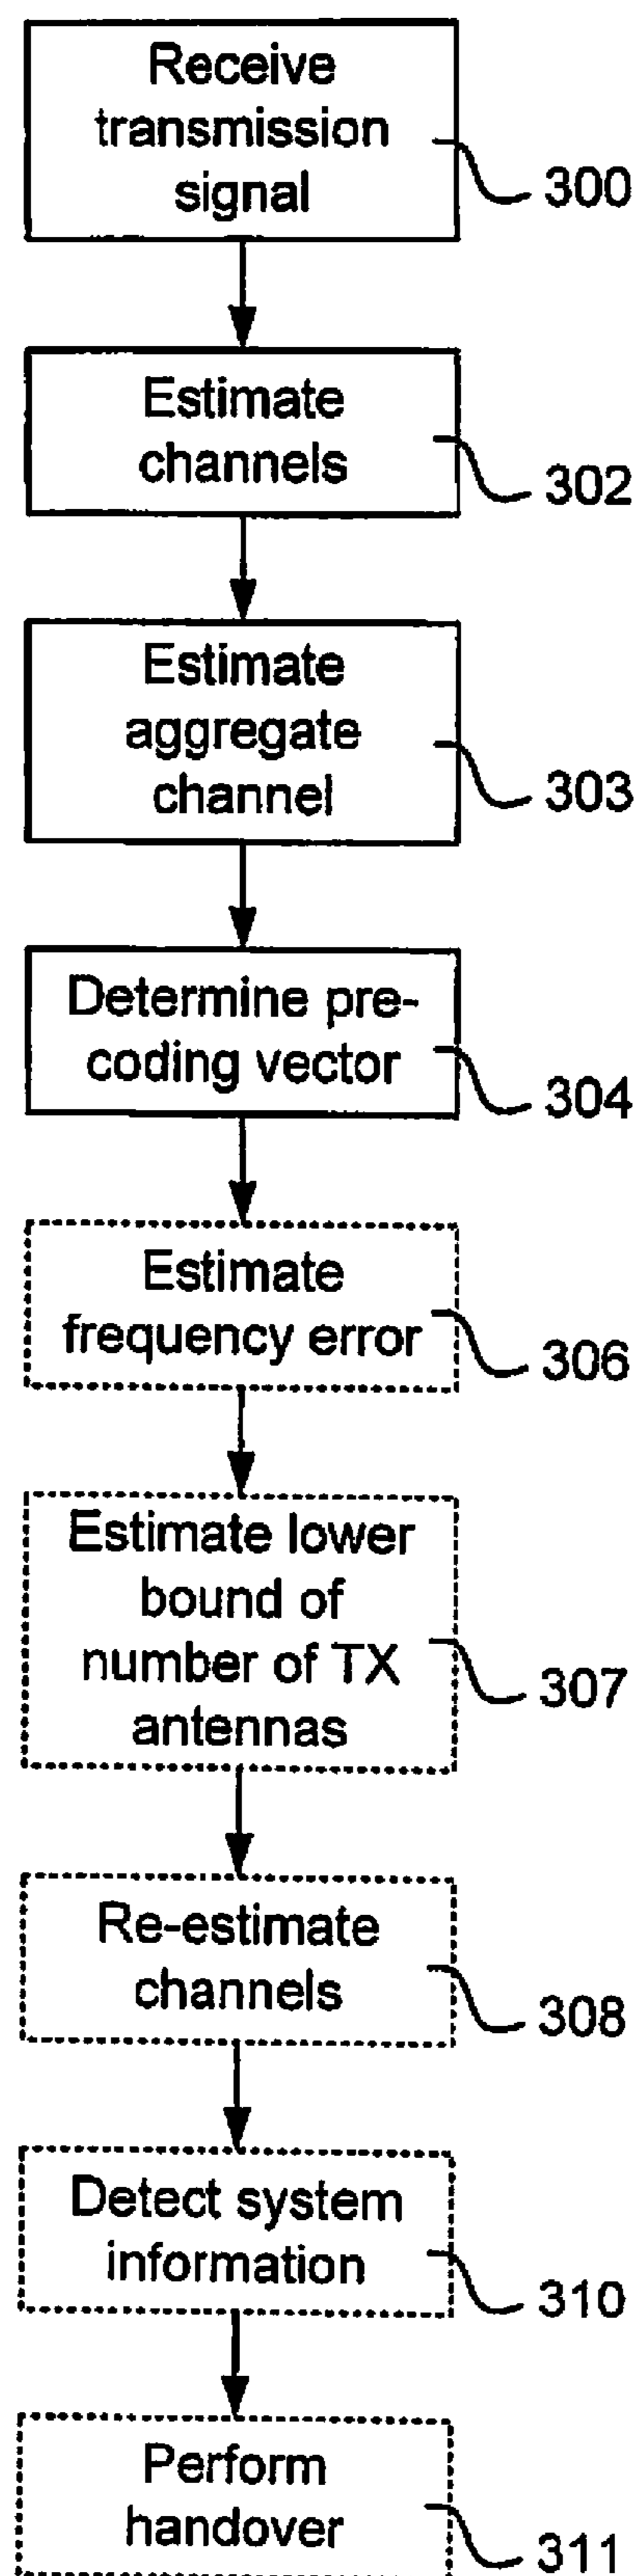 Receive
transmission
signal
300
Estimate
channels
302
Estimate
aggregate
channel
303
Determine pre-
coding vector
304
Estimate
frequency error
306
Estimate lower
bound of
number of TX
antennas
307
Re-estimate
channels
308
Detect system
information
310
Perform
handover
311